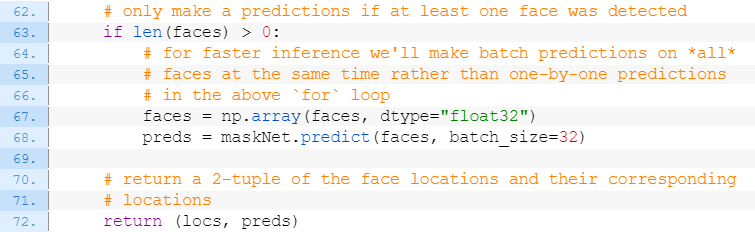 62. # only make a predictions if at least one face was detected
63. if len(faces) > 0:
64. # for faster inference we'll make batch predictions on *all*
65. # faces at the same time rather than one-by-one predictions
66. # in the above `for` loop
67. faces = np.array(faces, dtype="float32")
68. preds = maskNet.predict(faces, batch_size=32)
69.
70. # return a 2-tuple of the face locations and their corresponding
71. # locations
72. return (locs, preds)